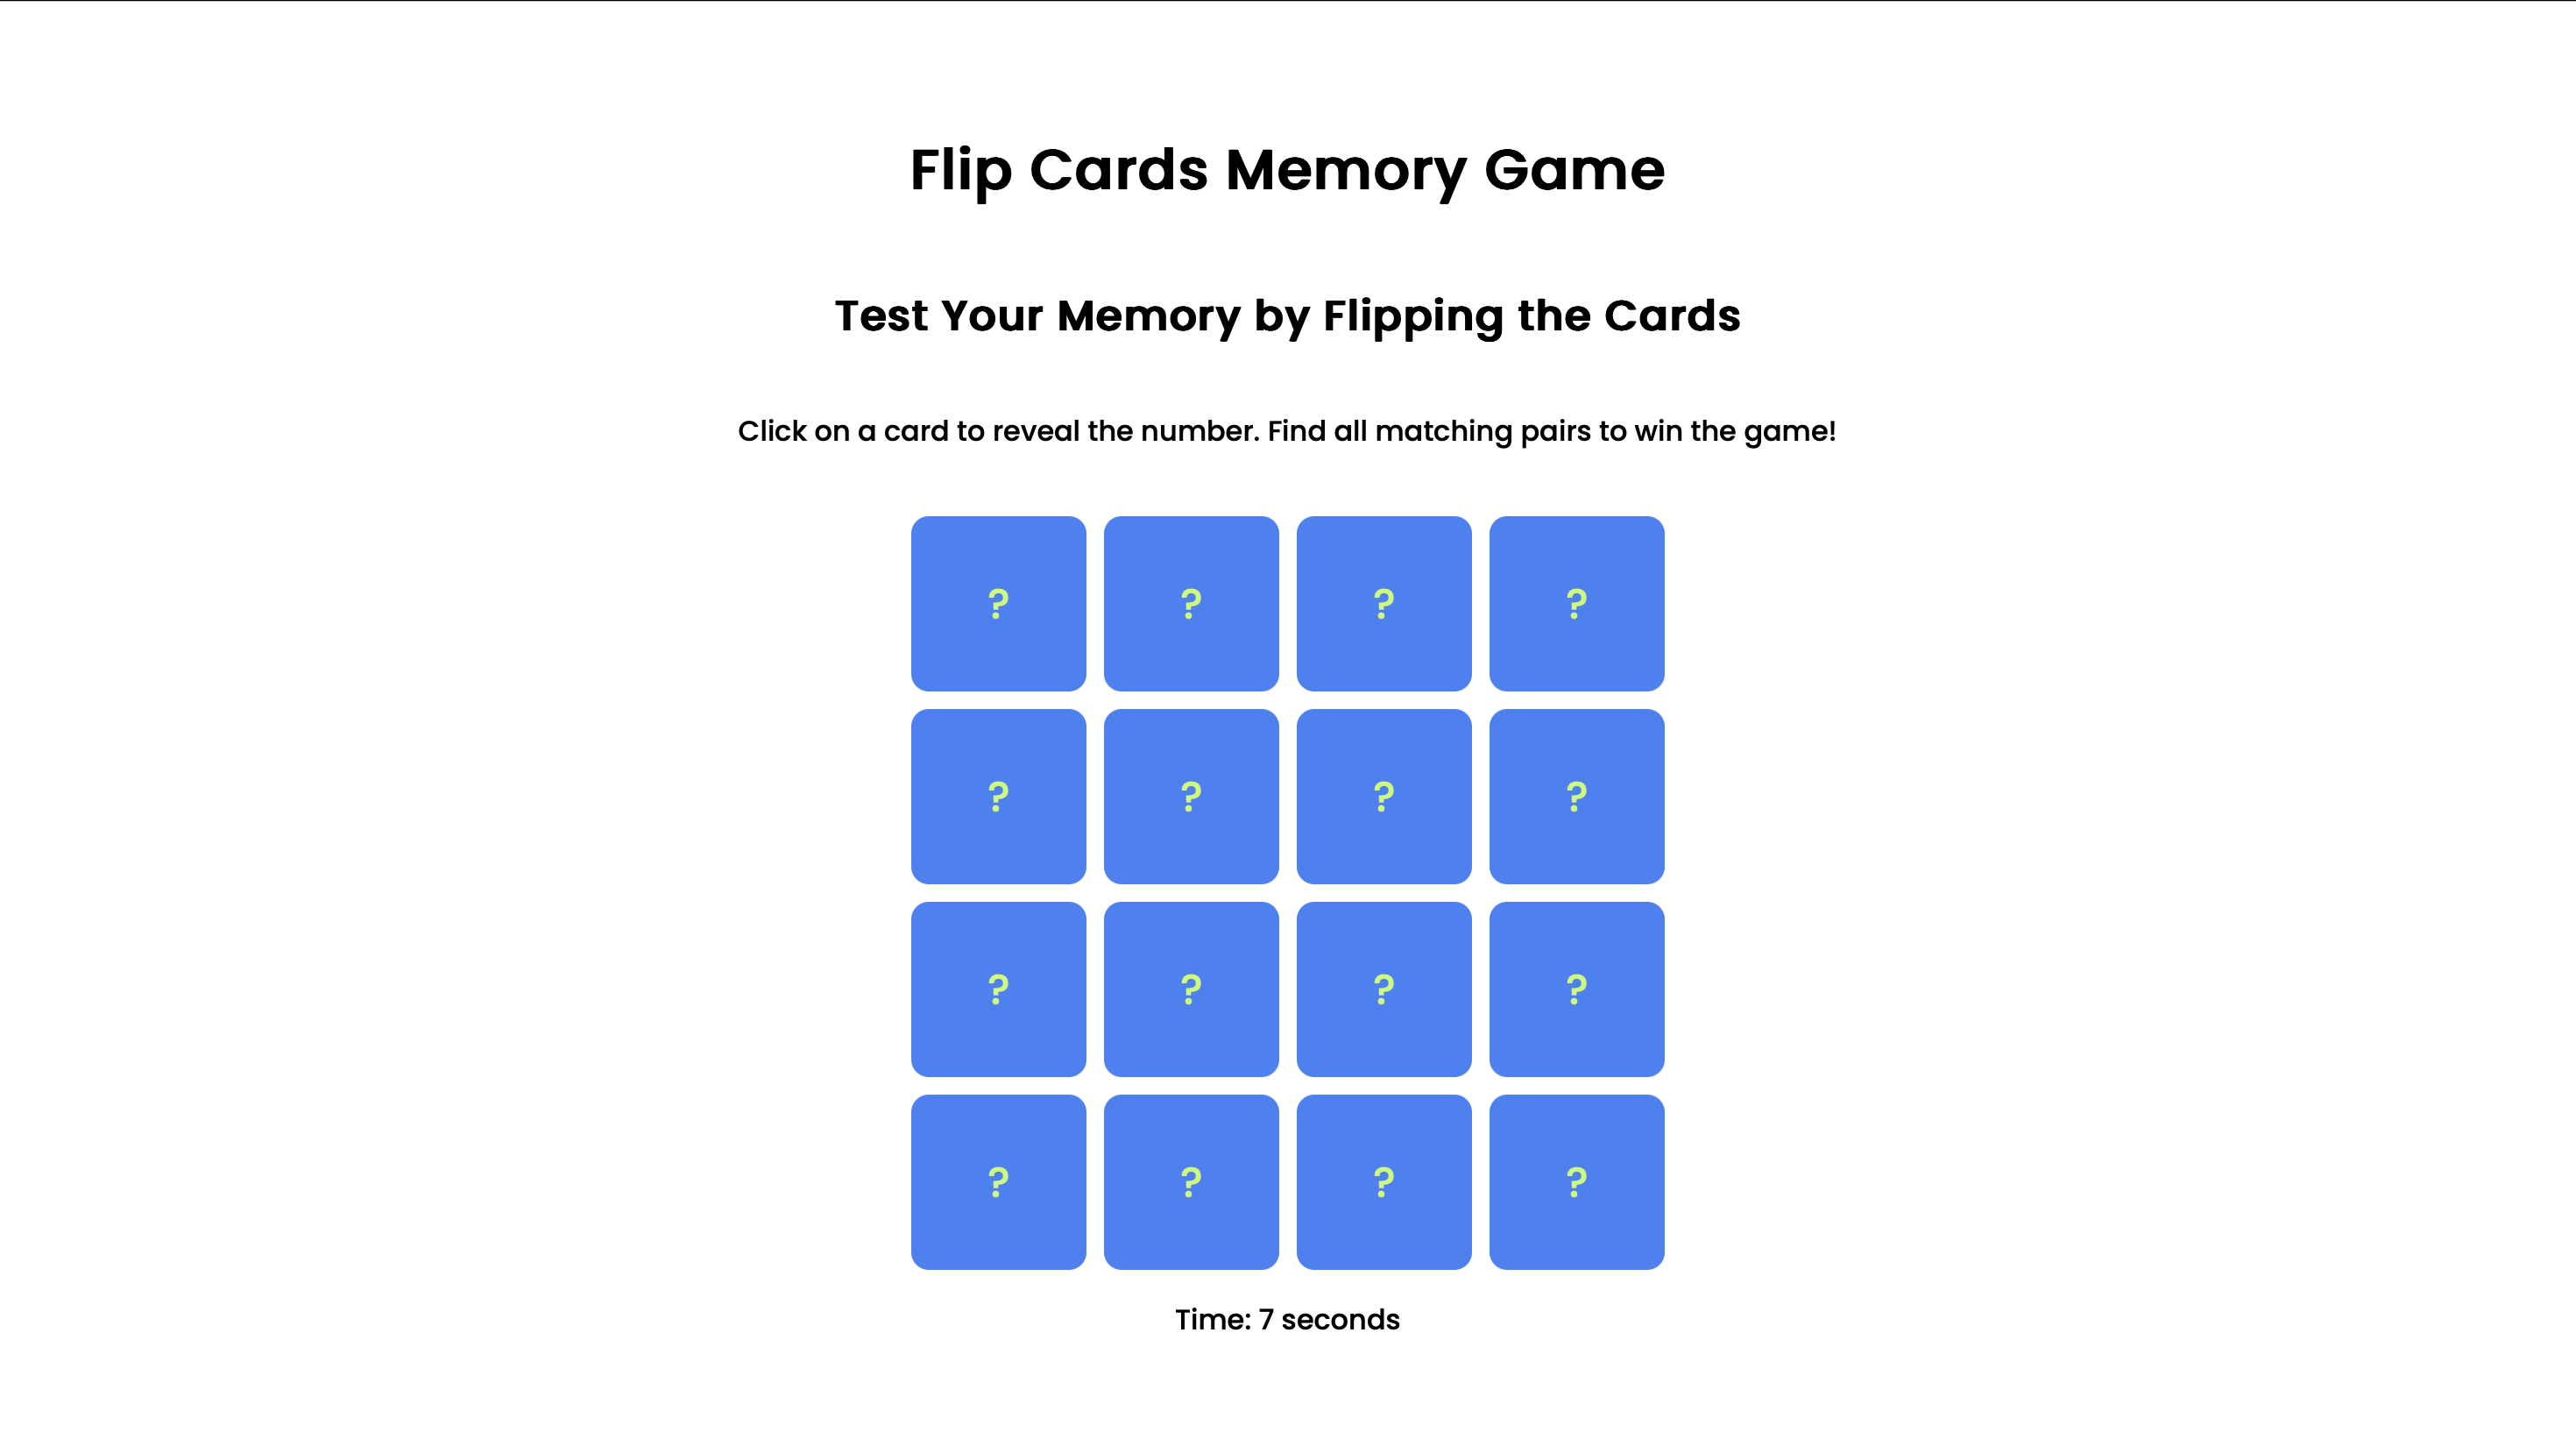 Flip Cards Memory Game
Test Your Memory by Flipping the Cards
Click on a card to reveal the number. Find all matching pairs to win the game!
? ? ? ?
? ? ? ?
? ? ? ?
? ? ? ?
Time: 7 seconds